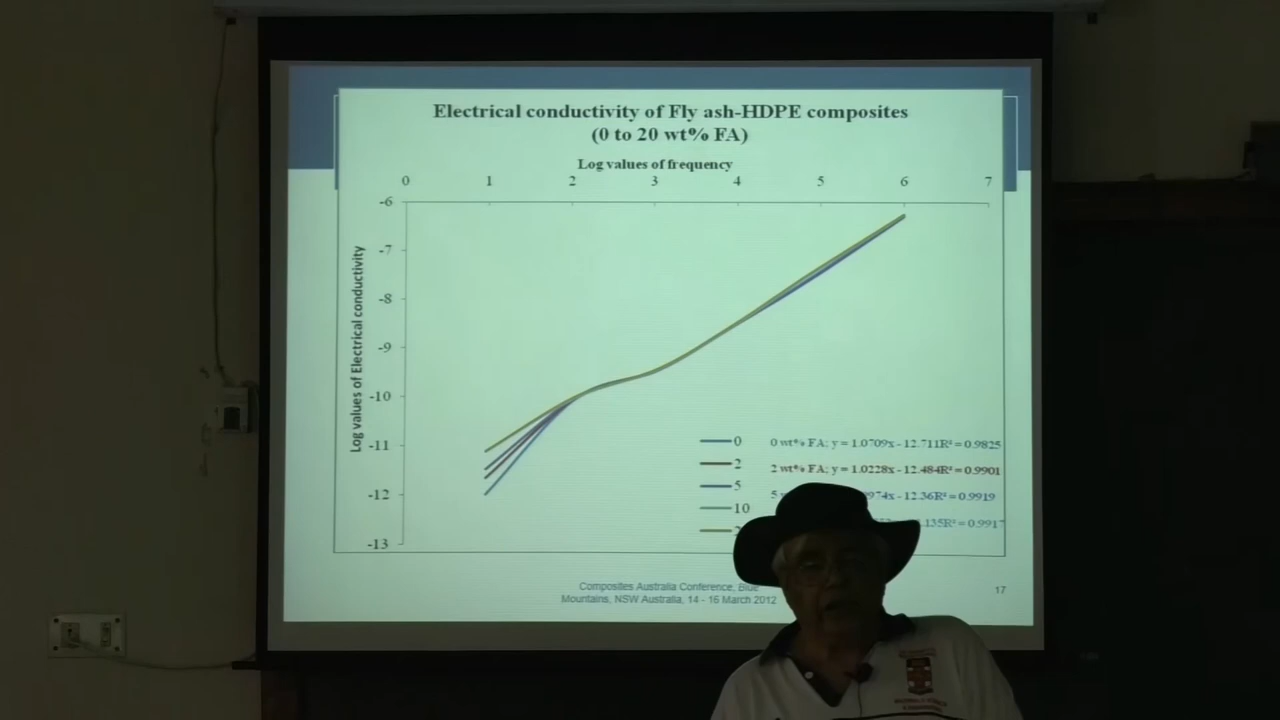 Electrical conductivity of Fly ash-HDPE composites
(0 to 20 wt% FA)
Log values of frequency
0 1 2 3 4 5 6 7
Log values of Electrical conductivity
-6
-7
-8
-9
-10
-11
-12
-13
0
2
5
10
0 wt% FA; y = 1.0709x - 12.711R² = 0.9825
2 wt% FA; y = 1.0228x - 12.484R² = 0.9901
5 974x - 12.36R² = 0.9919
.135R² = 0.991
Composites Australia Conference, Blue
Mountains, NSW Australia, 14 - 16 March 2012
17